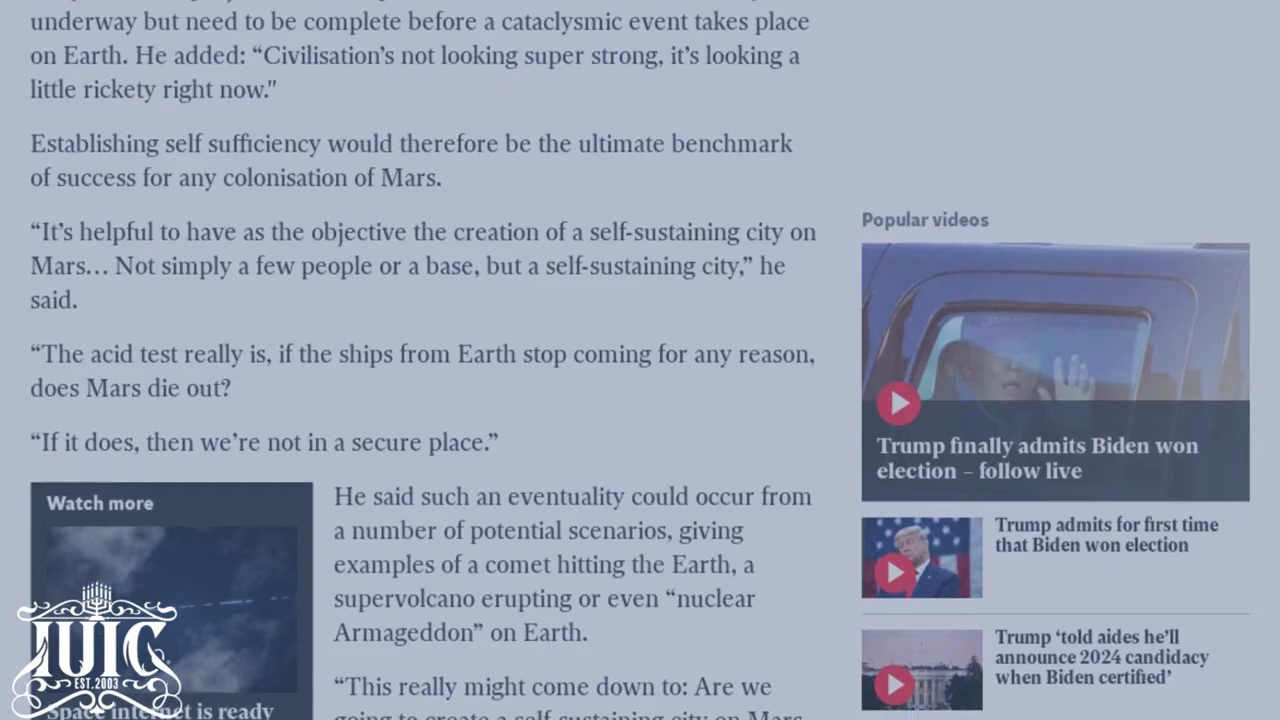 underway but need to be complete before a cataclysmic event takes place
on Earth. He added: “Civilisation’s not looking super strong, it’s looking a
little rickety right now."
Establishing self sufficiency would therefore be the ultimate benchmark
of success for any colonisation of Mars.
“It’s helpful to have as the objective the creation of a self-sustaining city on
Mars… Not simply a few people or a base, but a self-sustaining city,” he
said.
“The acid test really is, if the ships from Earth stop coming for any reason,
does Mars die out?
“If it does, then we’re not in a secure place.”
Watch more
Space internet is ready
He said such an eventuality could occur from
a number of potential scenarios, giving
examples of a comet hitting the Earth, a
supervolcano erupting or even “nuclear
Armageddon” on Earth.
“This really might come down to: Are we
going to create a self-sustaining city on Mars
Popular videos
Trump finally admits Biden won
election – follow live
Trump admits for first time
that Biden won election
Trump ‘told aides he’ll
announce 2024 candidacy
when Biden certified’
IUIC
EST.2003